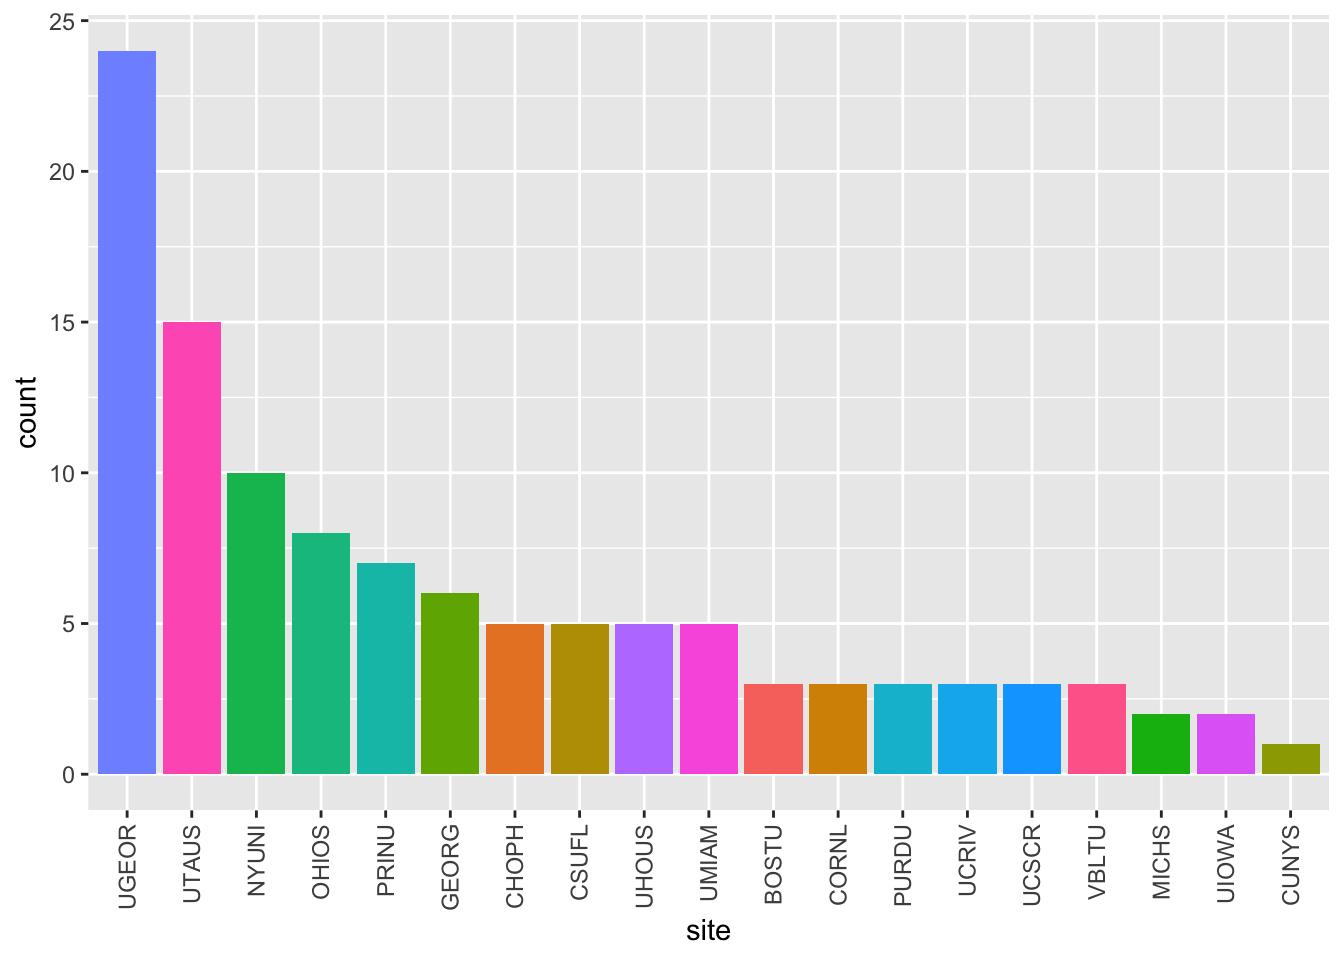 count
25
20
15
10
5
0
UGEOR
UTAUS
NYUNI
OHIOS
PRINU
GEORG
CHOPH
CSUFL
UHOUS
UMIAM
BOSTU
CORNL
PURDU
UCRIV
UCSCR
VBLTU
MICHS
UIOWA
CUNYS
site